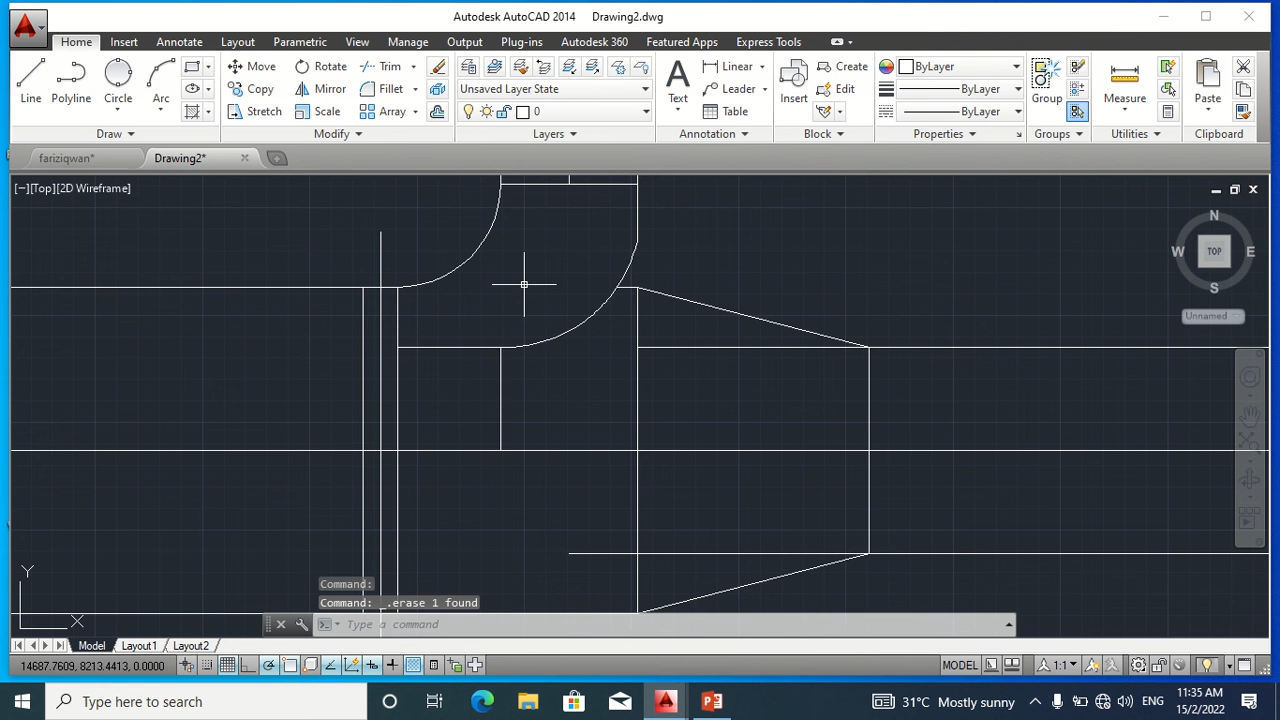 Autodesk AutoCAD 2014 Drawing2.dwg
Home Insert Annotate Layout Parametric View Manage Output Plug-ins Autodesk 360 Featured Apps Express Tools
Line Polyline Circle Arc
Draw
Move Rotate Trim
Copy Mirror Fillet
Stretch Scale Array
Modify
Unsaved Layer State
0
Layers
Text
Linear
Leader
Table
Annotation
Insert
Create
Edit
Block
ByLayer
ByLayer
ByLayer
Properties
Group
Groups
Measure
Utilities
Paste
Clipboard
fariziqwan* Drawing2*
[−][Top][2D Wireframe]
N
W TOP E
S
Unnamed
Y
X
Command:
Command: _.erase 1 found
Type a command
Model Layout1 Layout2
14687.7609, 8213.4413, 0.0000 MODEL 1:1
Type here to search 31°C Mostly sunny ENG 11:35 AM 15/2/2022